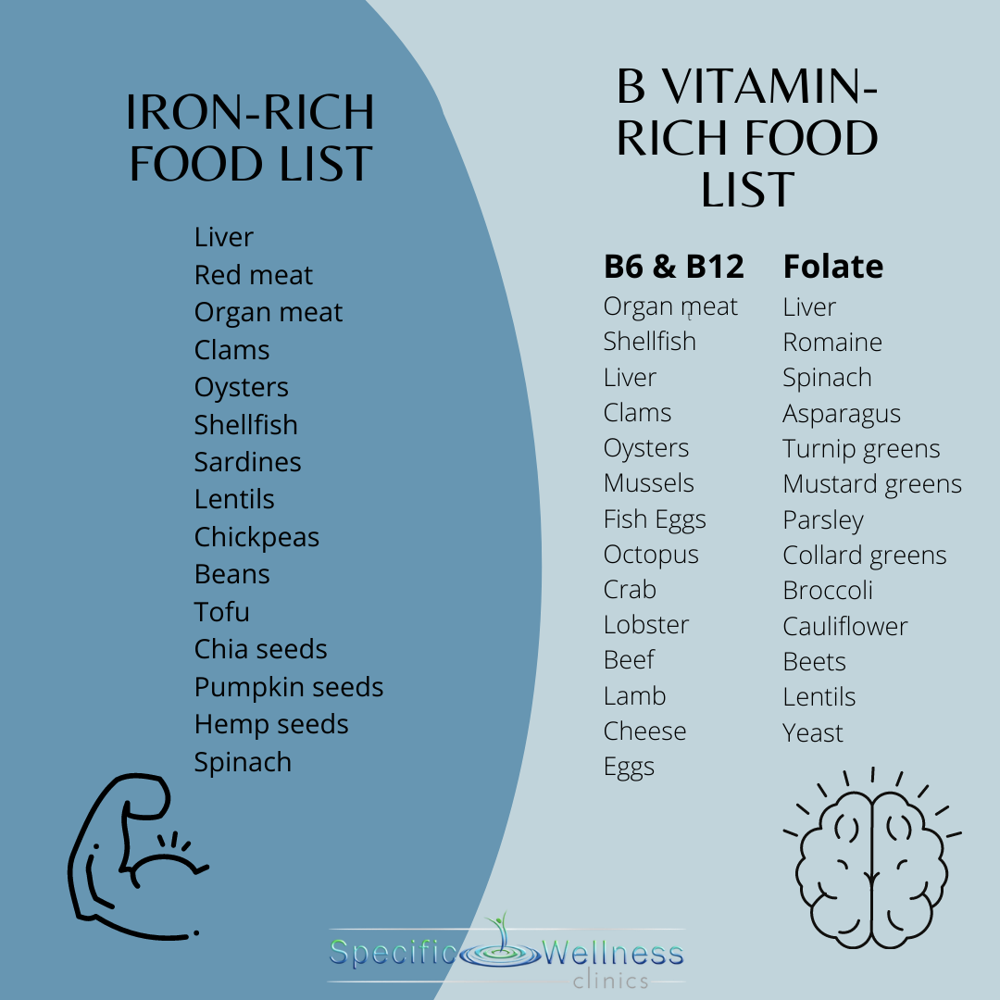 IRON-RICH
FOOD LIST
Liver
Red meat
Organ meat
Clams
Oysters
Shellfish
Sardines
Lentils
Chickpeas
Beans
Tofu
Chia seeds
Pumpkin seeds
Hemp seeds
Spinach
B VITAMIN-
RICH FOOD
LIST
B6 & B12
Organ meat
Shellfish
Liver
Clams
Oysters
Mussels
Fish Eggs
Octopus
Crab
Lobster
Beef
Lamb
Cheese
Eggs
Folate
Liver
Romaine
Spinach
Asparagus
Turnip greens
Mustard greens
Parsley
Collard greens
Broccoli
Cauliflower
Beets
Lentils
Yeast
Specific Wellness
clinics